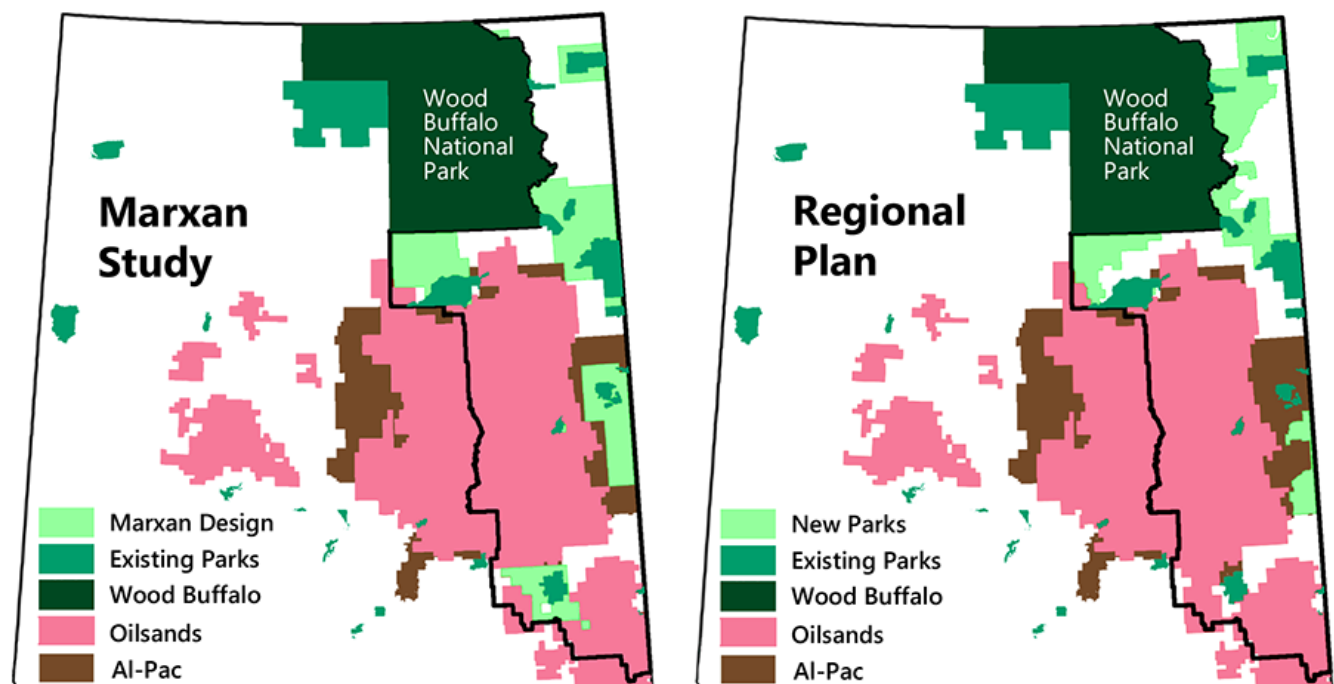 Wood
Buffalo
National
Park
Marxan
Study
Marxan Design
Existing Parks
Wood Buffalo
Oilsands
Al-Pac
Wood
Buffalo
National
Park
Regional
Plan
New Parks
Existing Parks
Wood Buffalo
Oilsands
Al-Pac